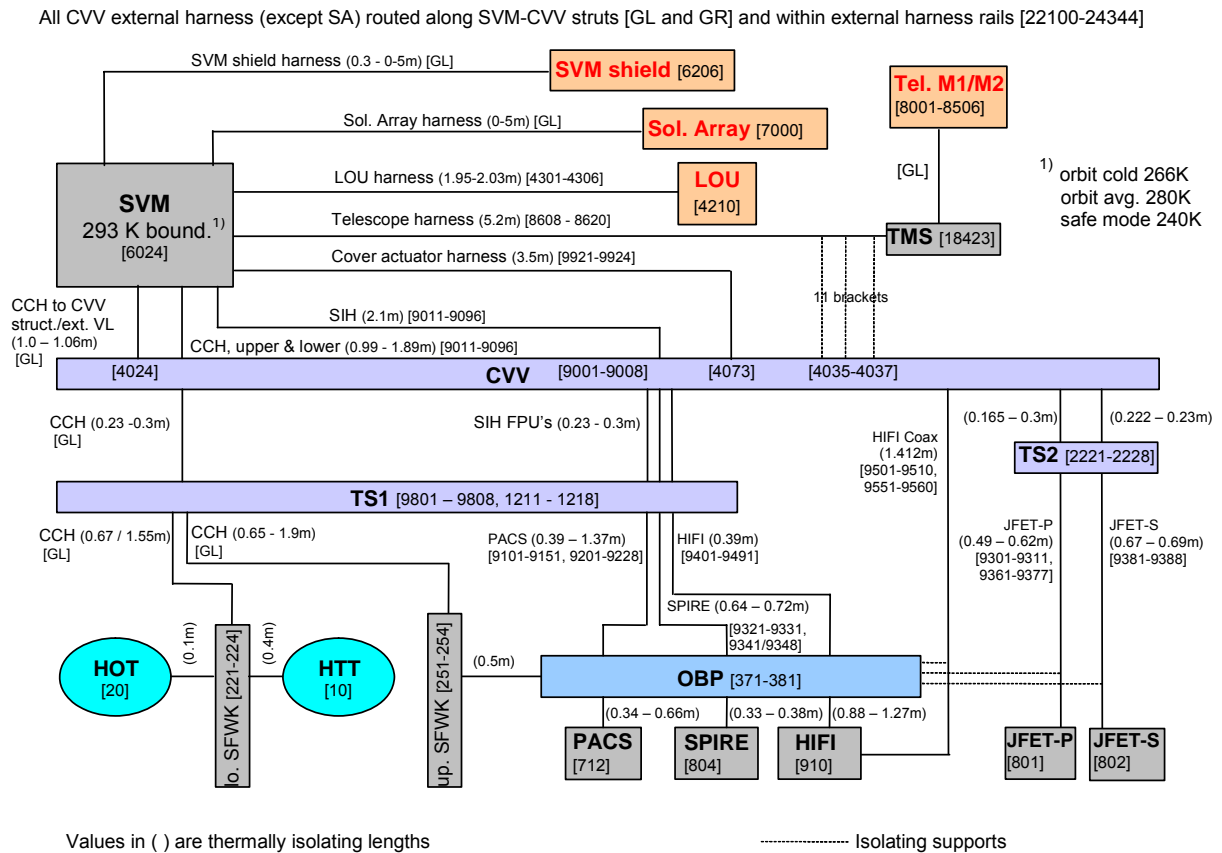 All CVV external harness (except SA) routed along SVM-CVV struts [GL and GR] and within external harness rails [22100-24344]
SVM shield harness (0.3 - 0-5m) [GL]
SVM shield [6206]
Tel. M1/M2
[8001-8506]
Sol. Array harness (0-5m) [GL]
Sol. Array [7000]
[GL]
1) orbit cold 266K
orbit avg. 280K
safe mode 240K
SVM
293 K bound.1)
[6024]
LOU harness (1.95-2.03m) [4301-4306]
LOU
[4210]
Telescope harness (5.2m) [8608 - 8620]
TMS [18423]
Cover actuator harness (3.5m) [9921-9924]
11 brackets
CCH to CVV
struct./ext. VL
(1.0 – 1.06m)
[GL]
SIH (2.1m) [9011-9096]
CCH, upper & lower (0.99 - 1.89m) [9011-9096]
[4024]
CVV
[9001-9008]
[4073]
[4035-4037]
CCH (0.23 -0.3m)
[GL]
SIH FPU's (0.23 - 0.3m)
HIFI Coax
(1.412m)
[9501-9510,
9551-9560]
(0.165 – 0.3m)
(0.222 – 0.23m)
TS2 [2221-2228]
TS1 [9801 – 9808, 1211 - 1218]
CCH (0.67 / 1.55m)
[GL]
CCH (0.65 - 1.9m)
[GL]
PACS (0.39 – 1.37m)
[9101-9151, 9201-9228]
HIFI (0.39m)
[9401-9491]
JFET-P
(0.49 – 0.62m)
[9301-9311,
9361-9377]
JFET-S
(0.67 – 0.69m)
[9381-9388]
SPIRE (0.64 – 0.72m)
[9321-9331,
9341/9348]
HOT
[20]
(0.1m)
lo. SFWK [221-224]
(0.4m)
HTT
[10]
up. SFWK [251-254]
(0.5m)
OBP [371-381]
(0.34 – 0.66m)
(0.33 – 0.38m)
(0.88 – 1.27m)
PACS
[712]
SPIRE
[804]
HIFI
[910]
JFET-P
[801]
JFET-S
[802]
Values in ( ) are thermally isolating lengths
Isolating supports